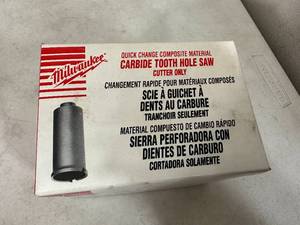 Milwaukee
QUICK CHANGE COMPOSITE MATERIAL
CARBIDE TOOTH HOLE SAW
CUTTER ONLY
CHANGEMENT RAPIDE POUR MATÉRIAUX COMPOSÉS
SCIE À GUICHET À
DENTS AU CARBURE
TRANCHOIR SEULEMENT
MATERIAL COMPUESTO DE CAMBIO RÁPIDO
SIERRA PERFORADORA CON
DIENTES DE CARBURO
CORTADORA SOLAMENTE